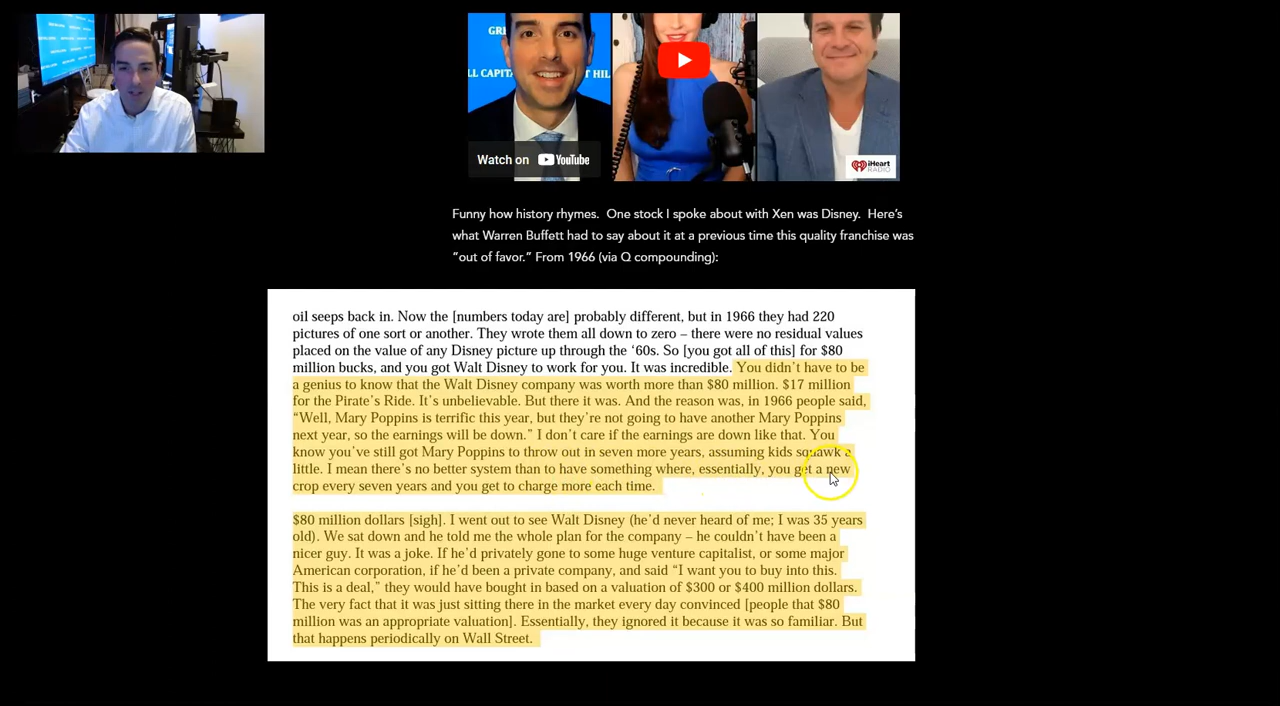 GRE
LL CAPIT
T HIL
Watch on YouTube
iHeart
RADIO
Funny how history rhymes. One stock I spoke about with Xen was Disney. Here's
what Warren Buffett had to say about it at a previous time this quality franchise was
"out of favor." From 1966 (via Q compounding):
oil seeps back in. Now the [numbers today are] probably different, but in 1966 they had 220
pictures of one sort or another. They wrote them all down to zero – there were no residual values
placed on the value of any Disney picture up through the '60s. So [you got all of this] for $80
million bucks, and you got Walt Disney to work for you. It was incredible. You didn't have to be
a genius to know that the Walt Disney company was worth more than $80 million. $17 million
for the Pirate's Ride. It's unbelievable. But there it was. And the reason was, in 1966 people said,
"Well, Mary Poppins is terrific this year, but they're not going to have another Mary Poppins
next year, so the earnings will be down." I don't care if the earnings are down like that. You
know you've still got Mary Poppins to throw out in seven more years, assuming kids squawk a
little. I mean there's no better system than to have something where, essentially, you get a new
crop every seven years and you get to charge more each time.
$80 million dollars [sigh]. I went out to see Walt Disney (he'd never heard of me; I was 35 years
old). We sat down and he told me the whole plan for the company – he couldn't have been a
nicer guy. It was a joke. If he'd privately gone to some huge venture capitalist, or some major
American corporation, if he'd been a private company, and said "I want you to buy into this.
This is a deal," they would have bought in based on a valuation of $300 or $400 million dollars.
The very fact that it was just sitting there in the market every day convinced [people that $80
million was an appropriate valuation]. Essentially, they ignored it because it was so familiar. But
that happens periodically on Wall Street.